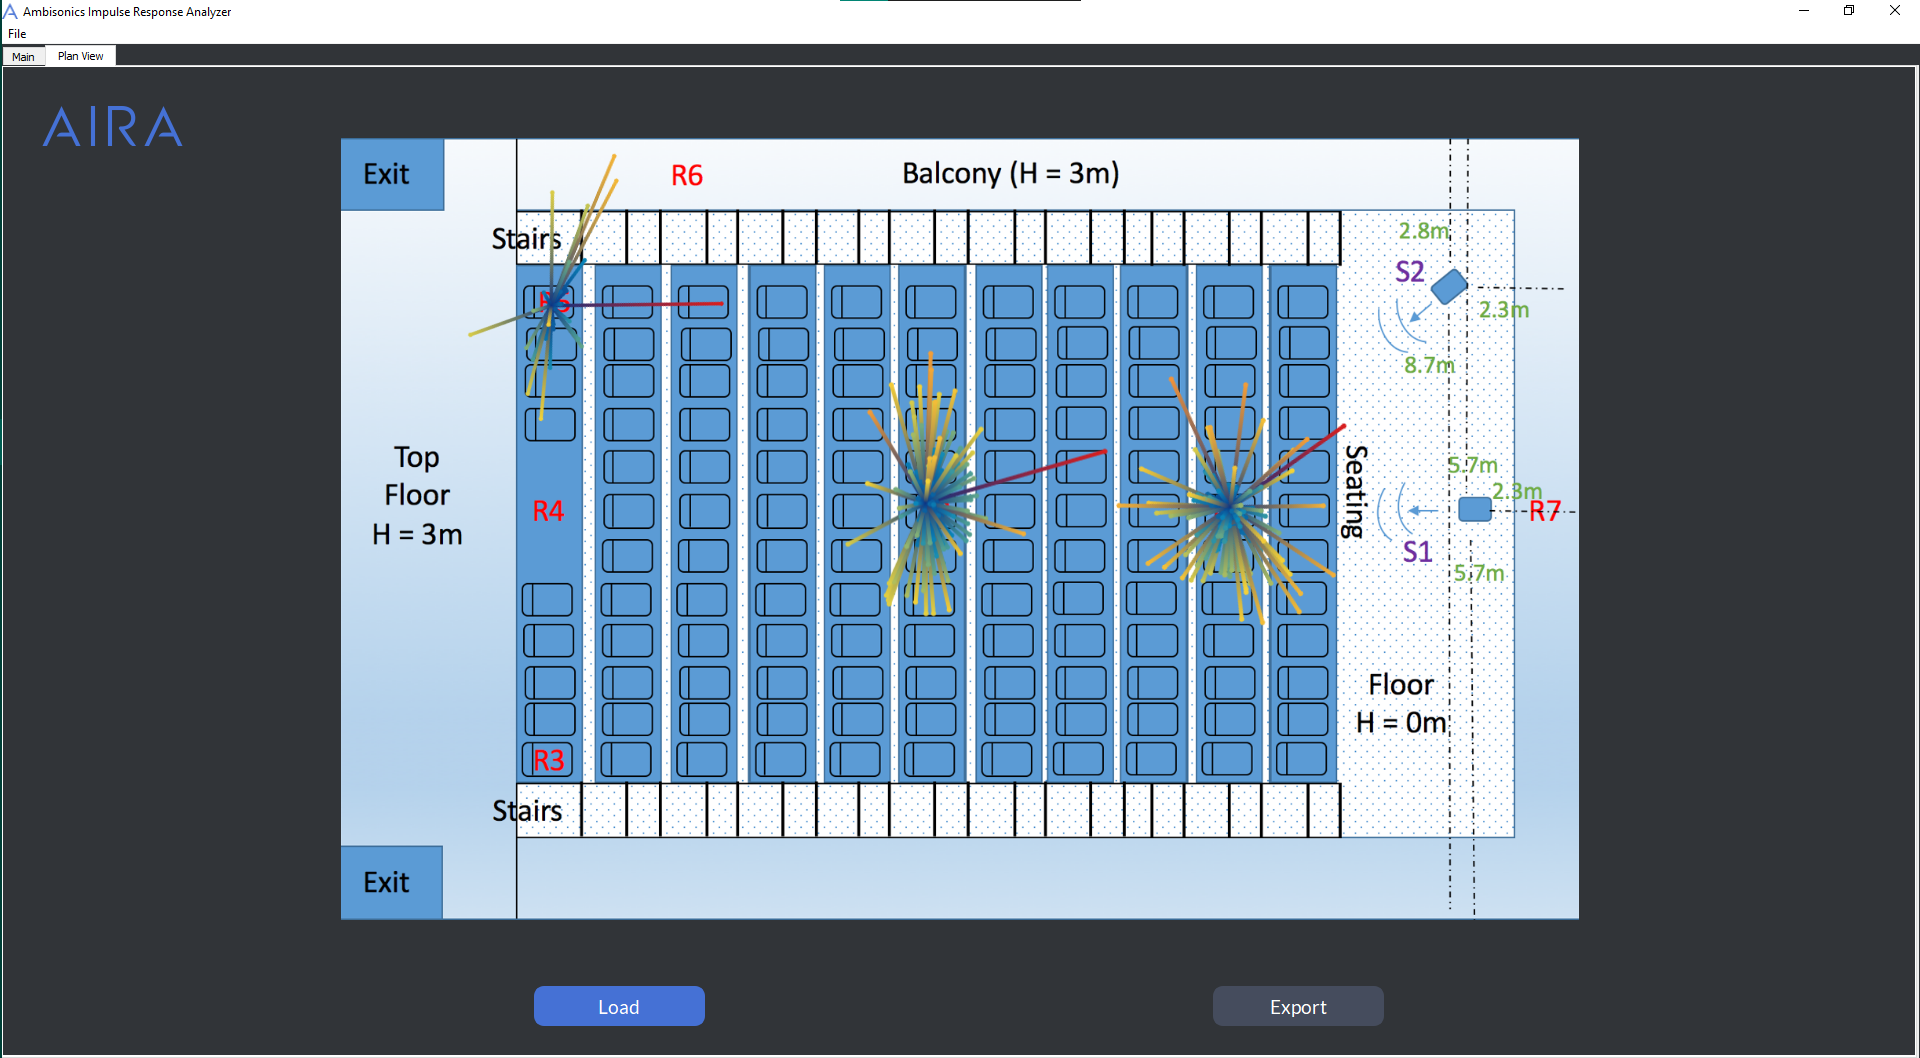 Ambisonics Impulse Response Analyzer
File
Main
Plan View
AIRA
Exit
R6
Balcony (H = 3m)
Stairs
2.8m
S2
2.3m
8.7m
Top
Floor
H = 3m
R4
Seating
5.7m
2.3m
R7
S1
5.7m
Floor
H = 0m
R3
Stairs
Exit
Load
Export